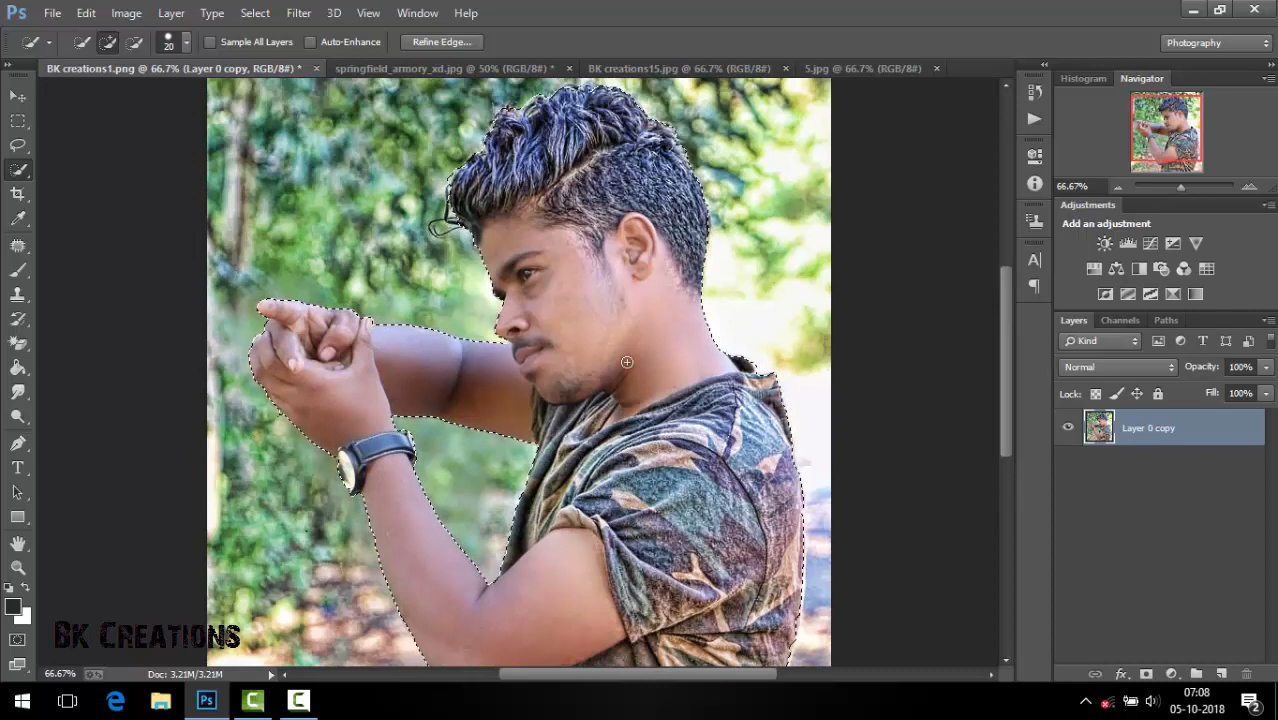 Ps File Edit Image Layer Type Select Filter 3D View Window Help
20 Sample All Layers Auto-Enhance Refine Edge... Photography
BK creations1.png @ 66.7% (Layer 0 copy, RGB/8#) * × springfield_armory_xd.jpg @ 50% (RGB/8#) * × BK creations15.jpg @ 66.7% (RGB/8#) × 5.jpg @ 66.7% (RGB/8#) ×
Histogram Navigator
66.67%
Adjustments
Add an adjustment
Layers Channels Paths
Kind
Normal Opacity: 100%
Lock: Fill: 100%
Layer 0 copy
BK CREATIONS
66.67% Doc: 3.21M/3.21M
07:08
05-10-2018
2